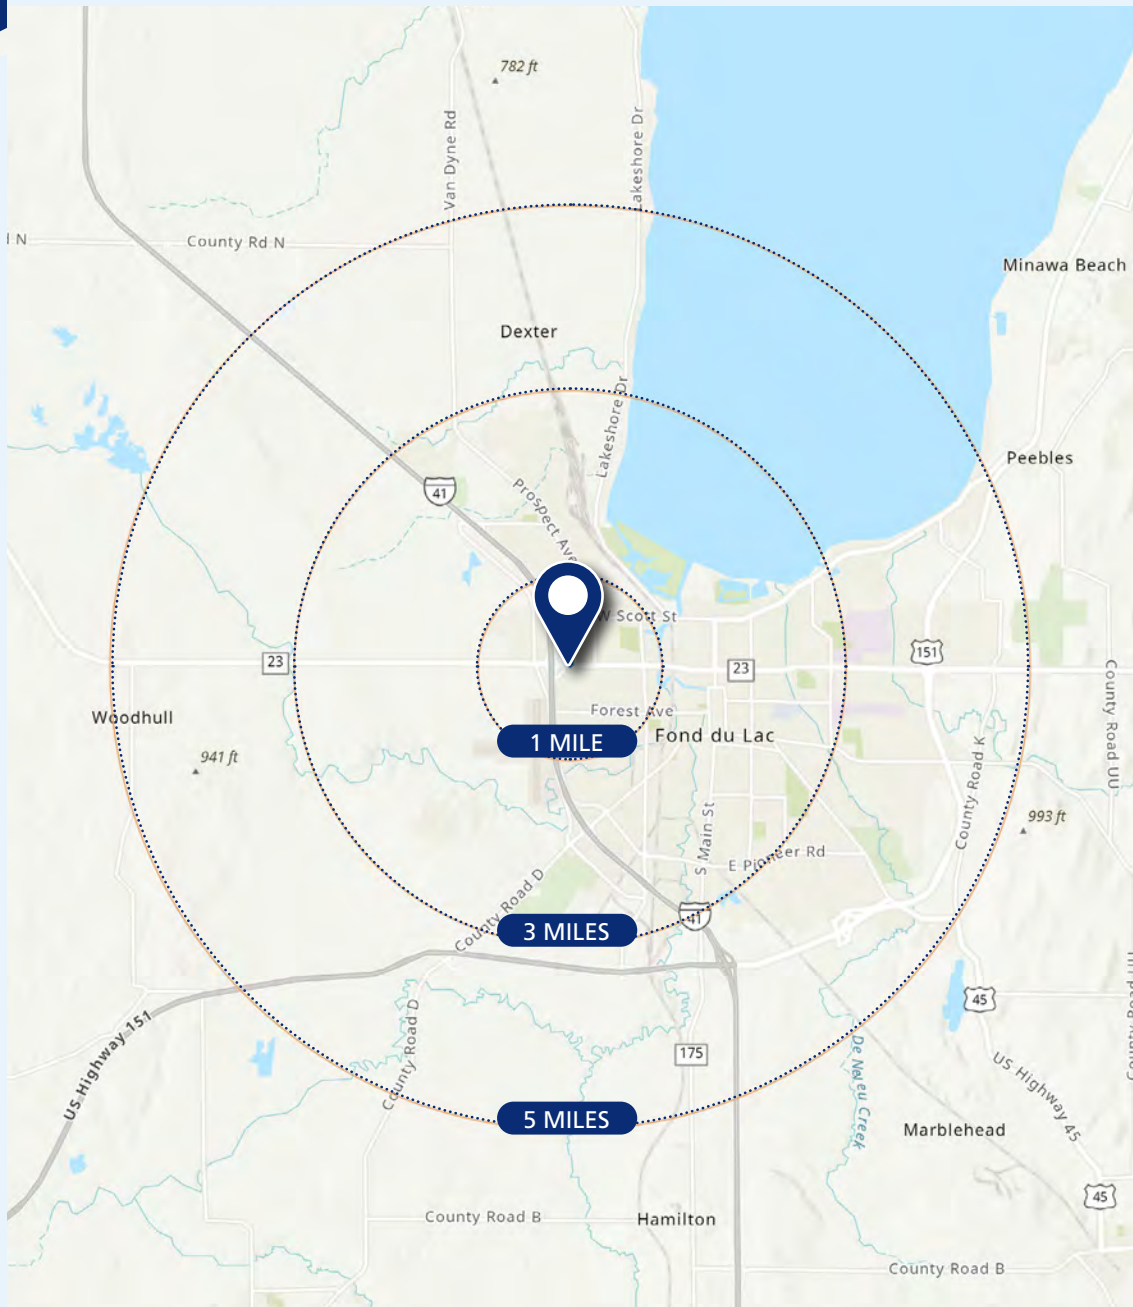 782 ft
Van Dyne Rd
Lakeshore Dr
N
County Rd N
Minawa Beach
Dexter
Lakeshore Dr
Peebles
41
Prospect Ave
W Scott St
151
23
23
County Road UU
Forest Ave
Woodhull
Fond du Lac
1 MILE
941 ft
County Road K
993 ft
S Main St
E Pioneer Rd
County Road D
41
3 MILES
45
US Highway 151
County Road D
175
De Neveu Creek
US Highway 45
5 MILES
Marblehead
45
County Road B
Hamilton
County Road B